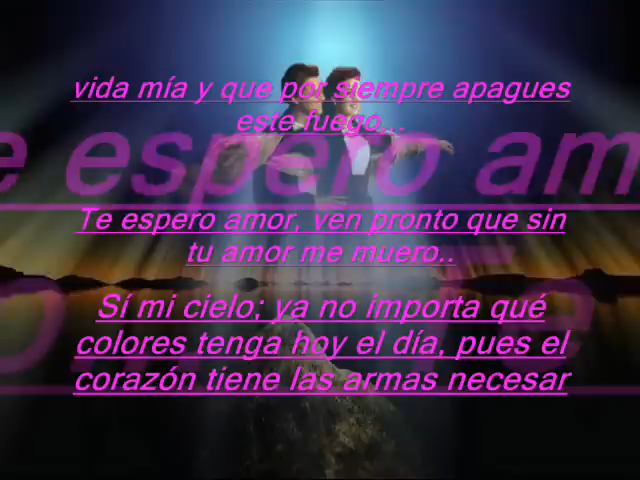 vida mía y que por siempre apagues
este fuego...
e espero am
Te espero amor, ven pronto que sin
tu amor me muero..
Sí mi cielo; ya no importa qué
colores tenga hoy el día, pues el
corazón tiene las armas necesar